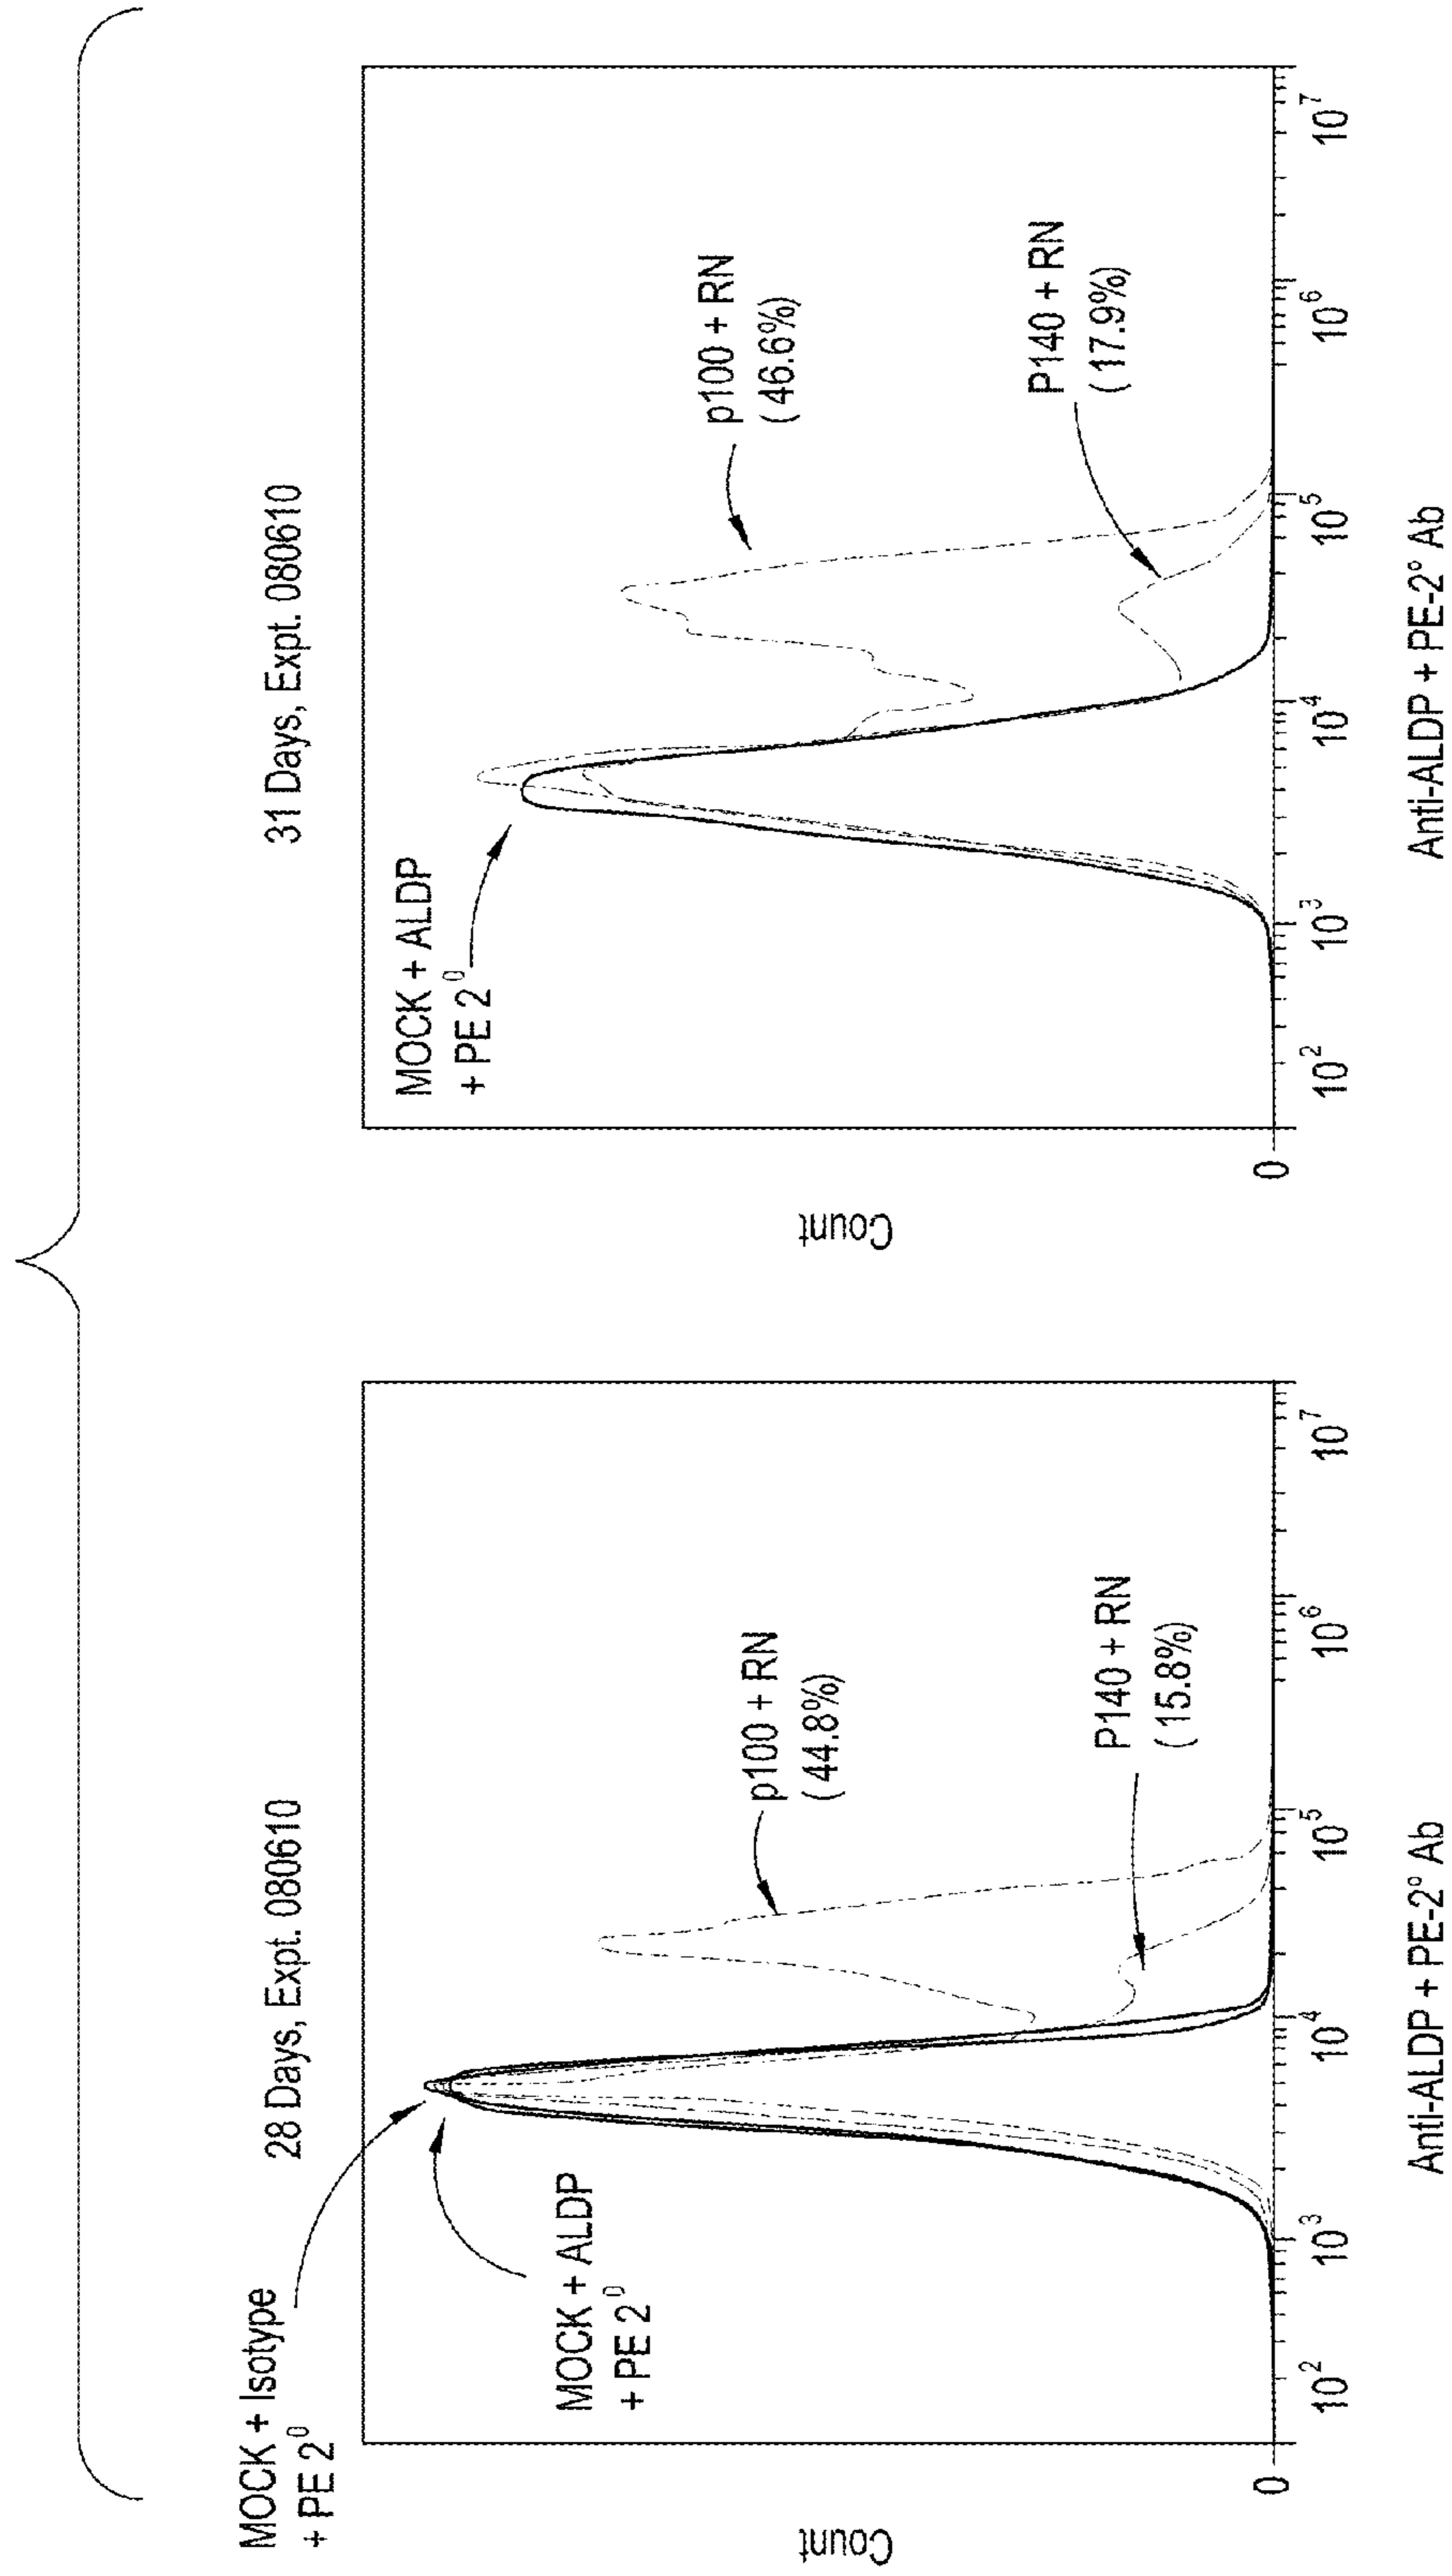 28 Days, Expt. 080610
MOCK + Isotype
+ PE 2⁰
MOCK + ALDP
+ PE 2⁰
p100 + RN
(44.8%)
P140 + RN
(15.8%)
Count
0
10² 10³ 10⁴ 10⁵ 10⁶ 10⁷
Anti-ALDP + PE-2° Ab
31 Days, Expt. 080610
MOCK + ALDP
+ PE 2⁰
p100 + RN
(46.6%)
P140 + RN
(17.9%)
Count
0
10² 10³ 10⁴ 10⁵ 10⁶ 10⁷
Anti-ALDP + PE-2° Ab